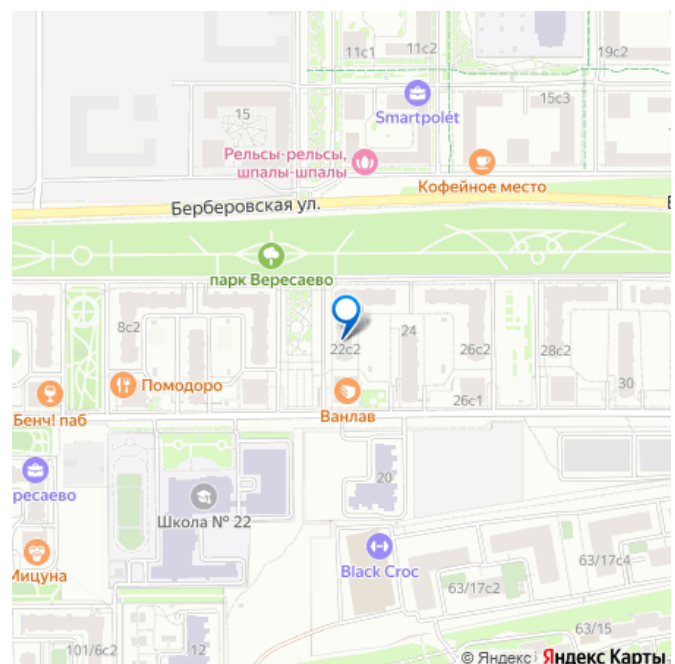 11с1
11с2
19с2
15с3
15
Smartpolét
Рельсы-рельсы,
шпалы-шпалы
Кофейное место
Берберовская ул.
парк Вересаево
8с2
22с2
24
26с2
28с2
30
26с1
Помодоро
Бенч! паб
Ванлав
ресаево
20
Школа № 22
Мицуна
Black Croc
63/17с4
63/17с2
63/15
101/6с2
12
© Яндекс
Яндекс Карты